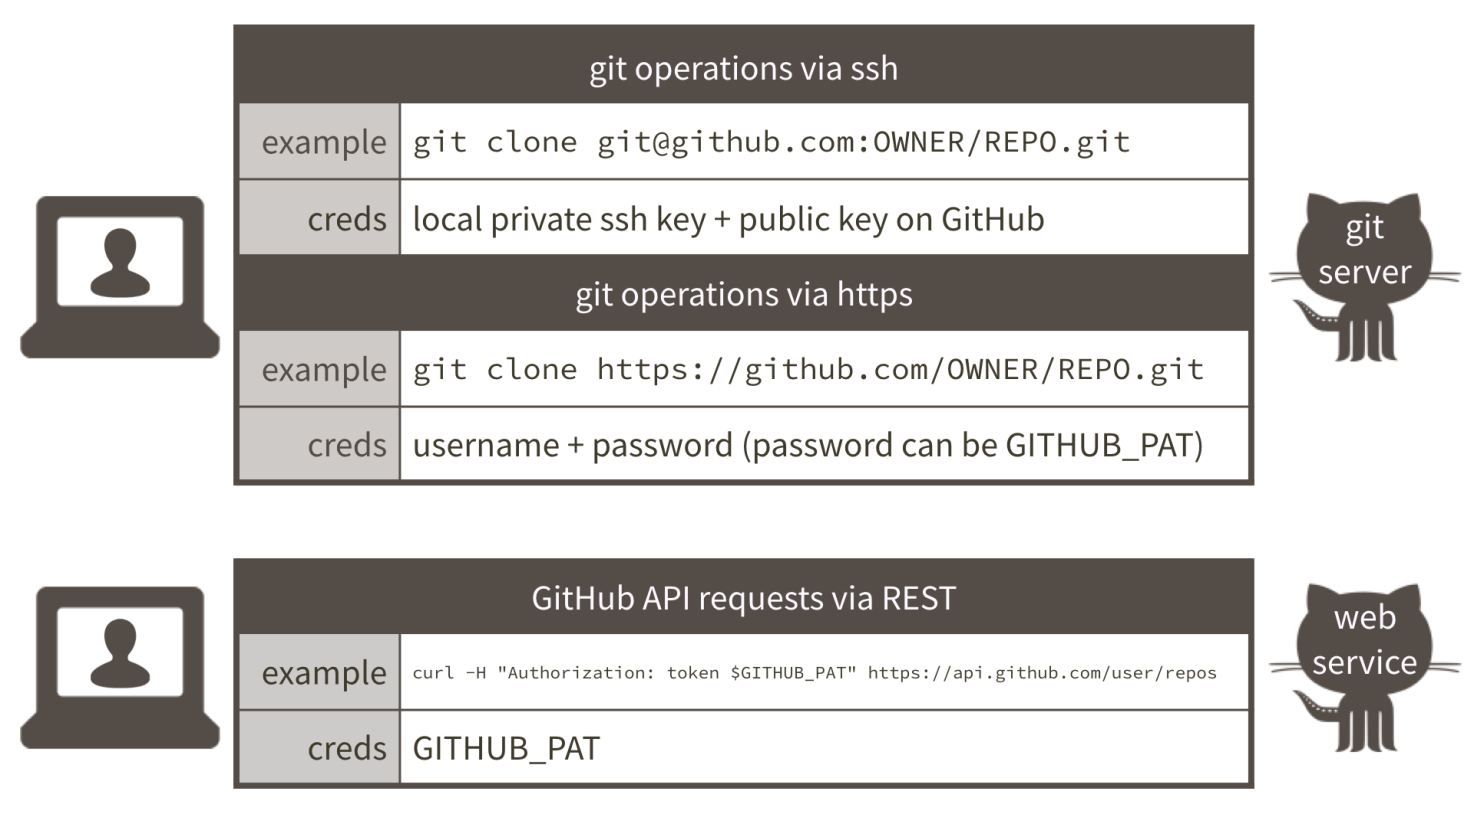 git operations via ssh
example git clone git@github.com:OWNER/REPO.git
creds local private ssh key + public key on GitHub
git operations via https
example git clone https://github.com/OWNER/REPO.git
creds username + password (password can be GITHUB_PAT)
git
server
GitHub API requests via REST
example curl -H "Authorization: token $GITHUB_PAT" https://api.github.com/user/repos
creds GITHUB_PAT
web
service